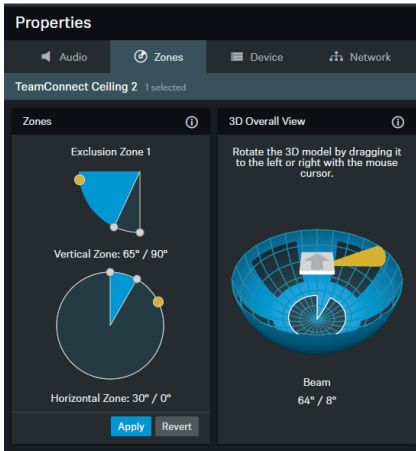 Properties
Audio
Zones
Device
Network
TeamConnect Ceiling 2 1 selected
Zones
Exclusion Zone 1
Vertical Zone: 65° / 90°
Horizontal Zone: 30° / 0°
Apply
Revert
3D Overall View
Rotate the 3D model by dragging it
to the left or right with the mouse
cursor.
Beam
64° / 8°